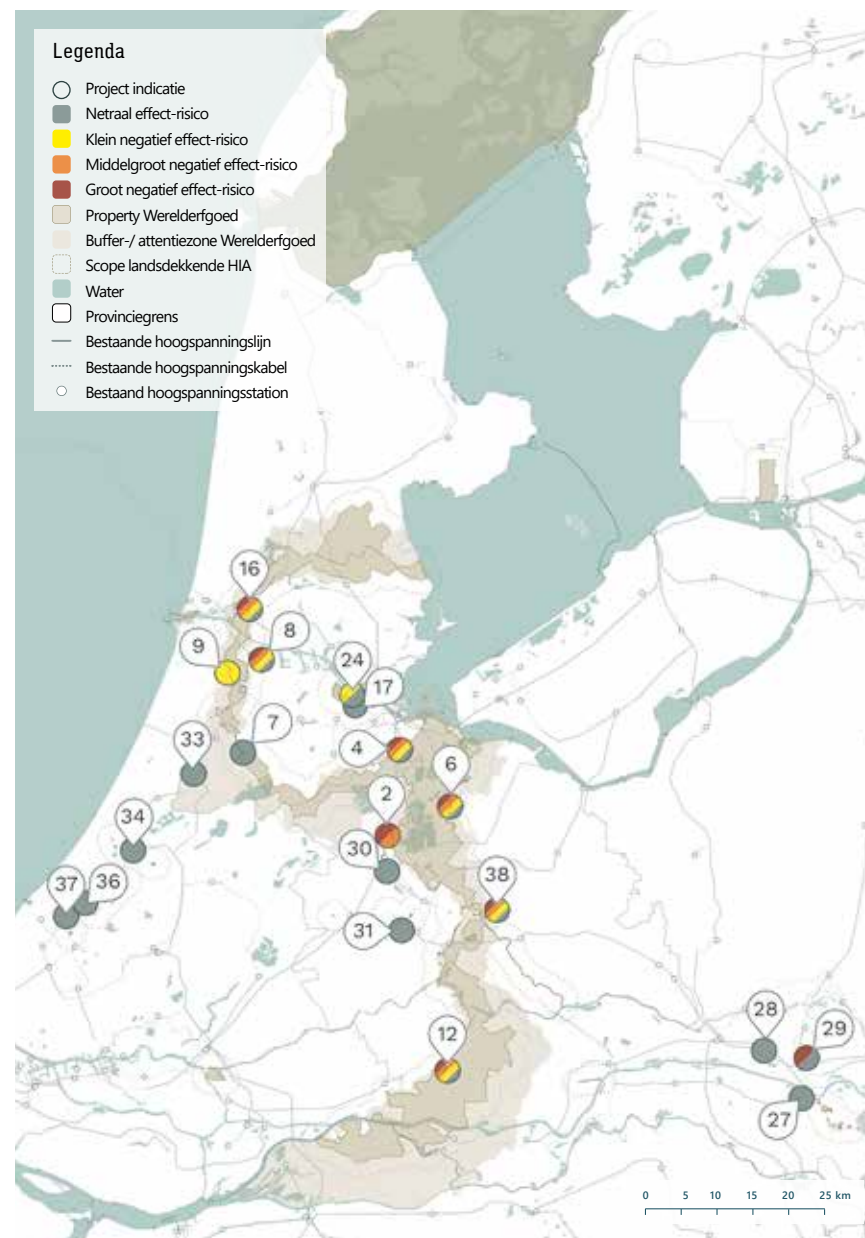 Legenda
Project indicatie
Netraal effect-risico
Klein negatief effect-risico
Middelgroot negatief effect-risico
Groot negatief effect-risico
Property Werelderfgoed
Buffer-/ attentiezone Werelderfgoed
Scope landsdekkende HIA
Water
Provinciegrens
Bestaande hoogspanningslijn
Bestaande hoogspanningskabel
Bestaand hoogspanningsstation
16
8
9
24
17
7
33
4
6
2
34
30
36
37
38
31
28
29
12
27
0 5 10 15 20 25 km